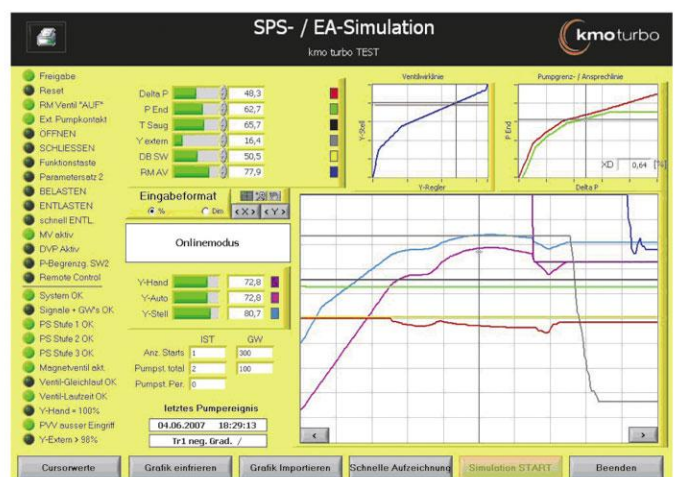 SPS- / EA-Simulation
kmo turbo TEST
kmo turbo
Freigabe
Reset
RM Ventil "AUF"
Ext. Pumpkontakt
ÖFFNEN
SCHLIESSEN
Funktionstaste
Parametersatz 2
BELASTEN
ENTLASTEN
schnell ENTL.
MV aktiv
DVP Aktiv
P-Begrenzg. SW2
Remote Control
System OK
Signale + GW's OK
PS Stufe 1 OK
PS Stufe 2 OK
PS Stufe 3 OK
Magnetventil akt.
Ventil-Gleichlauf OK
Ventil-Laufzeit OK
Y-Hand = 100%
PVV ausser Eingriff
Y-Extern > 98%
Delta P 48,3
P End 62,7
T Saug 65,7
Y extern 16,4
DB SW 50,5
RM AV 77,9
Eingabeformat
% Dim <X> <Y>
Onlinemodus
Y-Hand 72,8
Y-Auto 72,8
Y-Stell 80,7
IST GW
Anz. Starts 1 300
Pumpst. total 2 100
Pumpst. Per. 0
letztes Pumpereignis
04.06.2007 18:29:13
Tr1 neg. Grad. /
Ventilwirklinie
Y-Stell
Y-Regler
Pumpgrenz- / Ansprechlinie
P End
XD 0,64 [%]
Delta P
< >
Cursorwerte
Grafik einfrieren
Grafik Importieren
Schnelle Aufzeichnung
Simulation START
Beenden